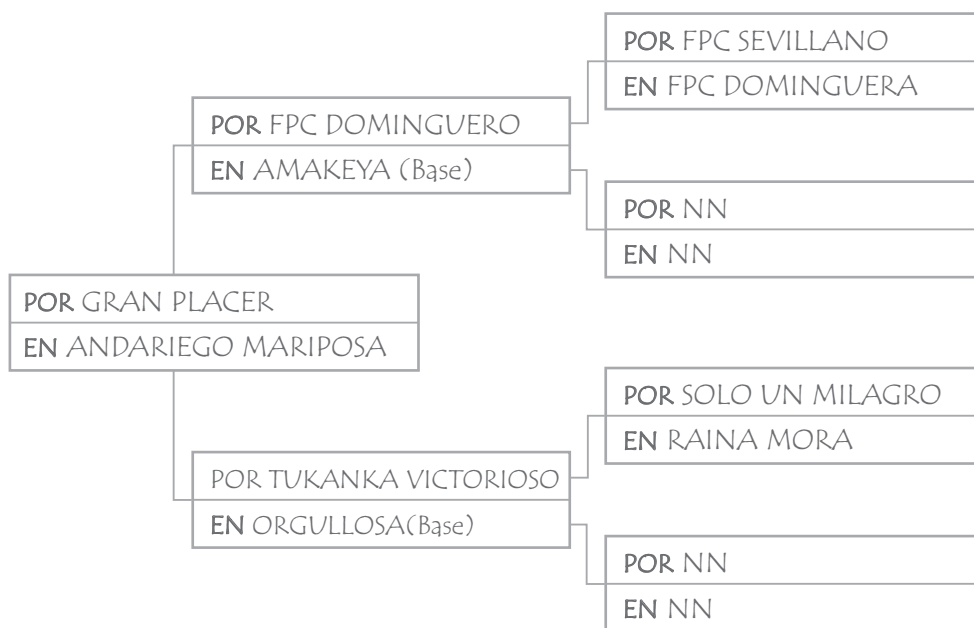 POR FPC SEVILLANO
EN FPC DOMINGUERA
POR FPC DOMINGUERO
EN AMAKEYA (Base)
POR NN
EN NN
POR GRAN PLACER
EN ANDARIEGO MARIPOSA
POR SOLO UN MILAGRO
EN RAINA MORA
POR TUKANKA VICTORIOSO
EN ORGULLOSA(Base)
POR NN
EN NN